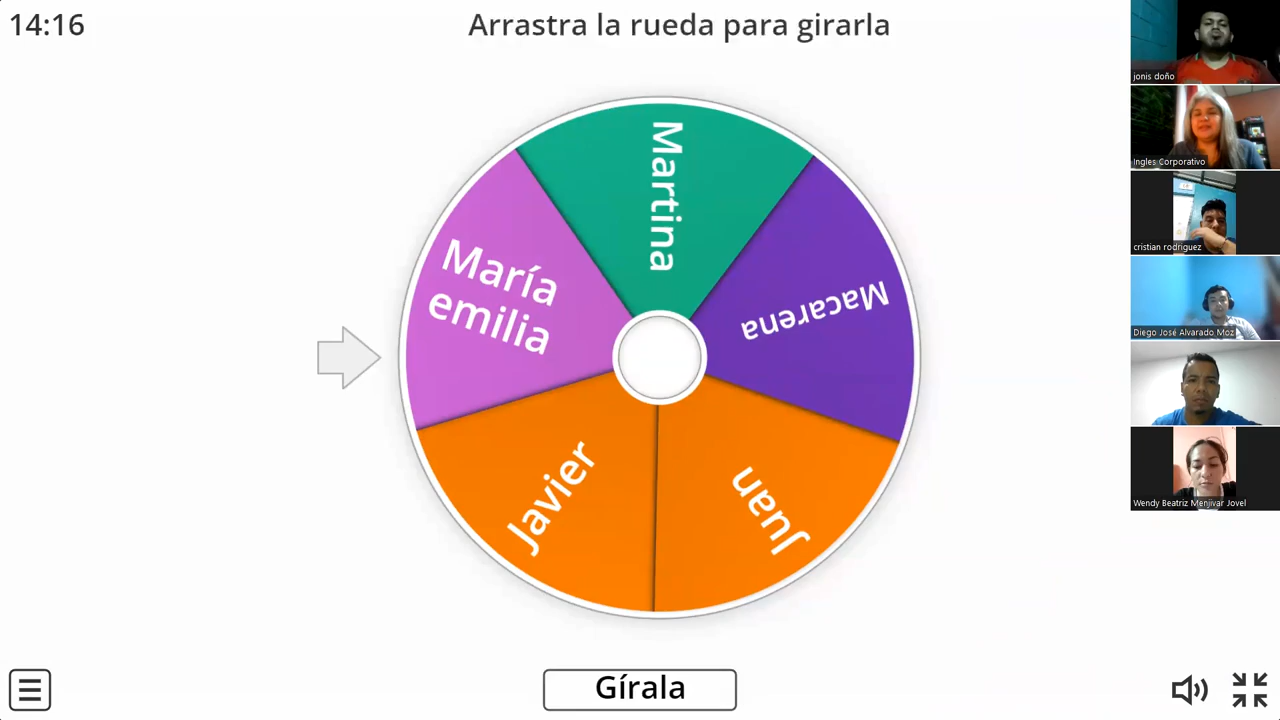 14:16
Arrastra la rueda para girarla
Martina
Macarena
María
emilia
Javier
Juan
Gírala
jonis doño
Ingles Corporativo
cristian rodriguez
Diego José Alvarado Moz
Wendy Beatriz Menjivar Jovel